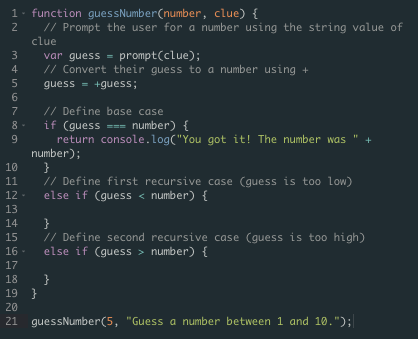 1 function guessNumber(number, clue) {
2 // Prompt the user for a number using the string value of
clue
3 var guess = prompt(clue);
4 // Convert their guess to a number using +
5 guess = +guess;
6
7 // Define base case
8 if (guess === number) {
9 return console.log("You got it! The number was " +
number);
10 }
11 // Define first recursive case (guess is too low)
12 else if (guess < number) {
13
14 }
15 // Define second recursive case (guess is too high)
16 else if (guess > number) {
17
18 }
19 }
20
21 guessNumber(5, "Guess a number between 1 and 10.");